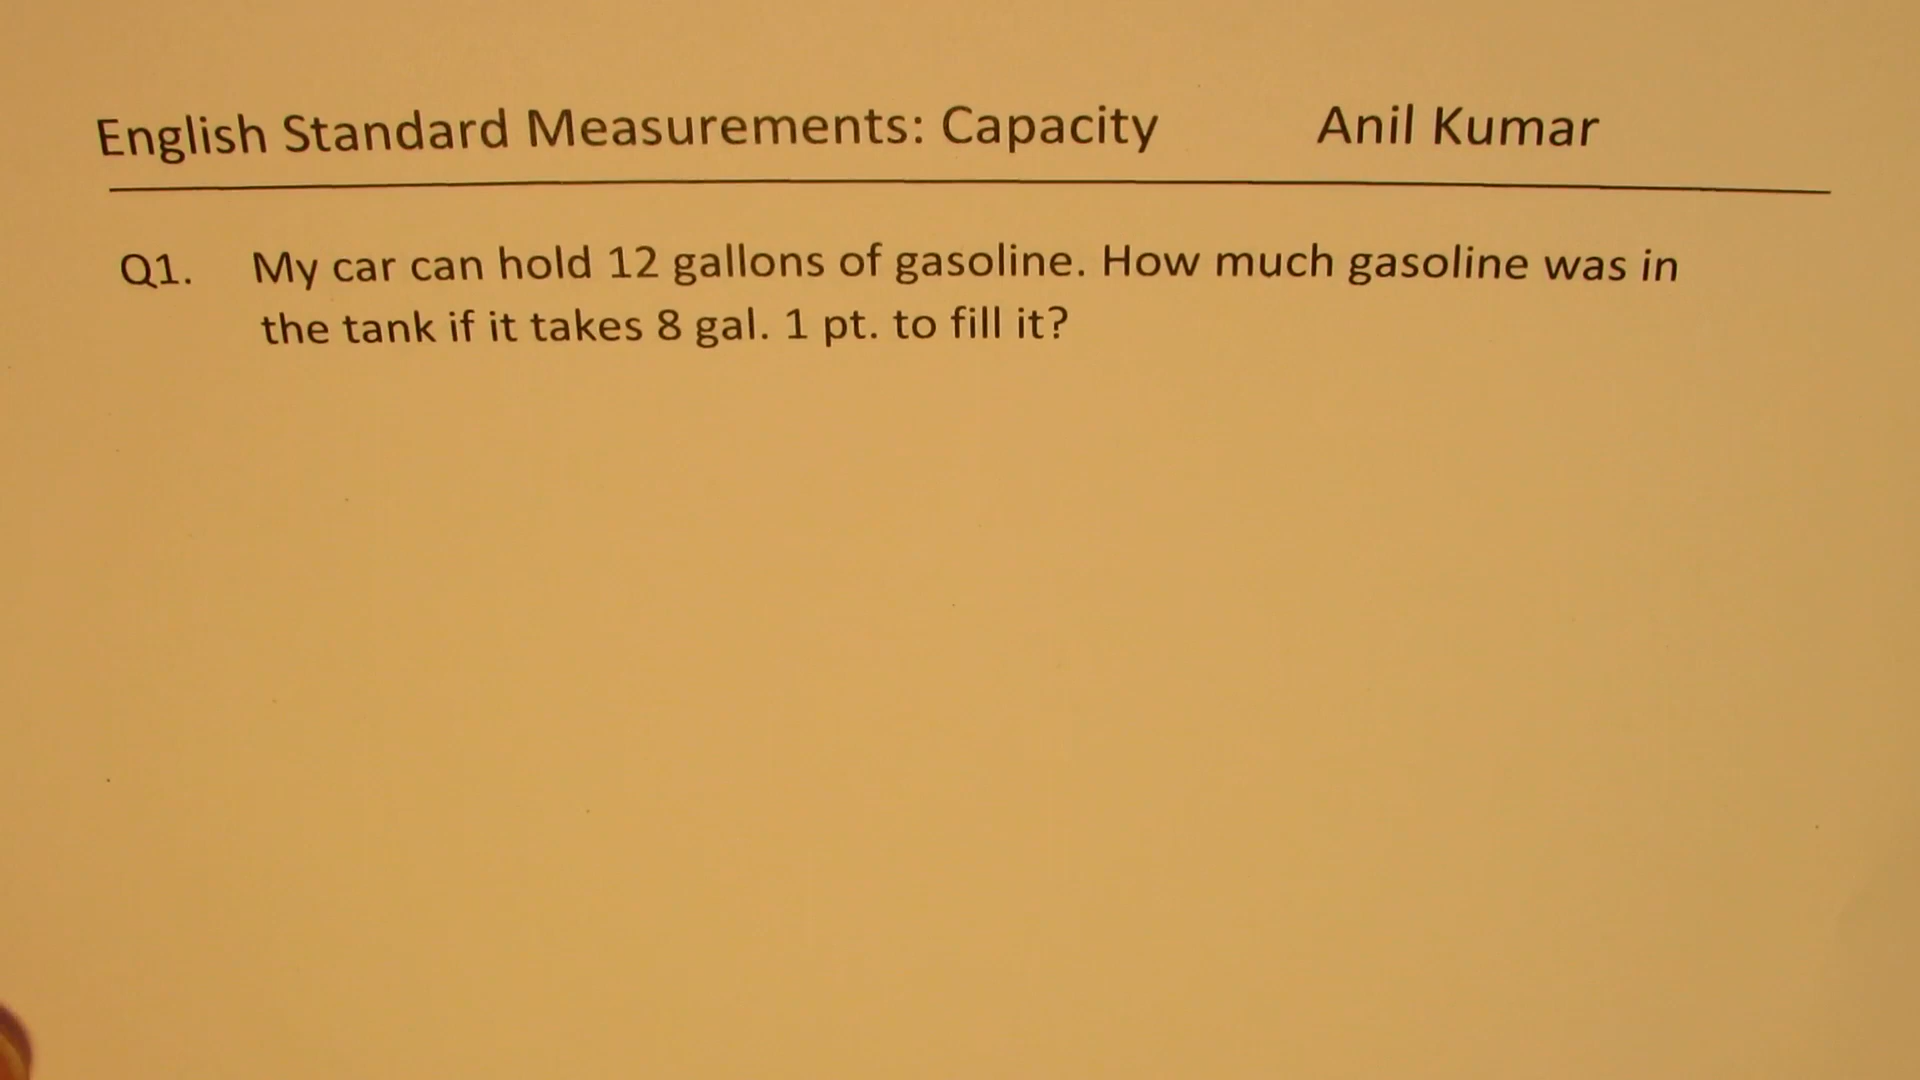 English Standard Measurements: Capacity Anil Kumar
Q1. My car can hold 12 gallons of gasoline. How much gasoline was in
the tank if it takes 8 gal. 1 pt. to fill it?